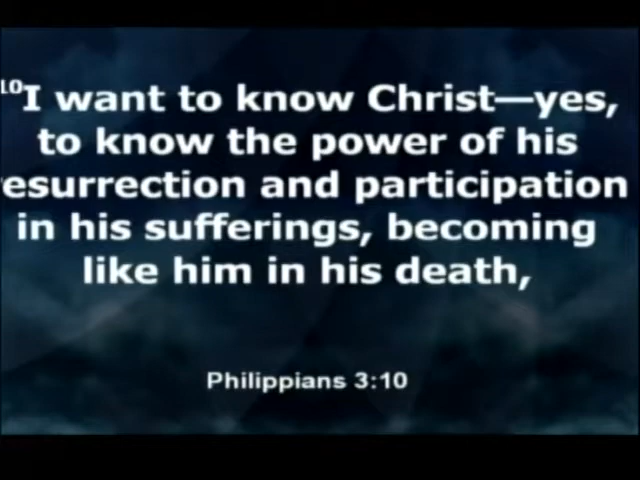 10I want to know Christ—yes,
to know the power of his
esurrection and participation
in his sufferings, becoming
like him in his death,
Philippians 3:10